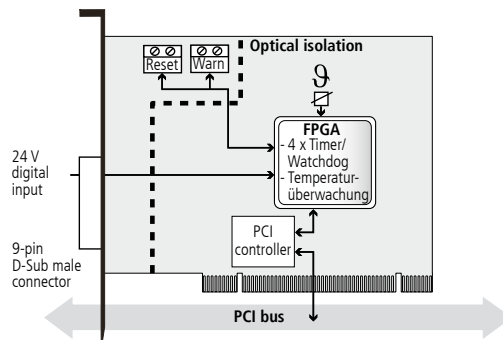 Optical isolation
Reset
Warn
ϑ
FPGA
- 4 x Timer/
Watchdog
- Temperatur-
überwachung
24 V
digital
input
PCI
controller
9-pin
D-Sub male
connector
PCI bus